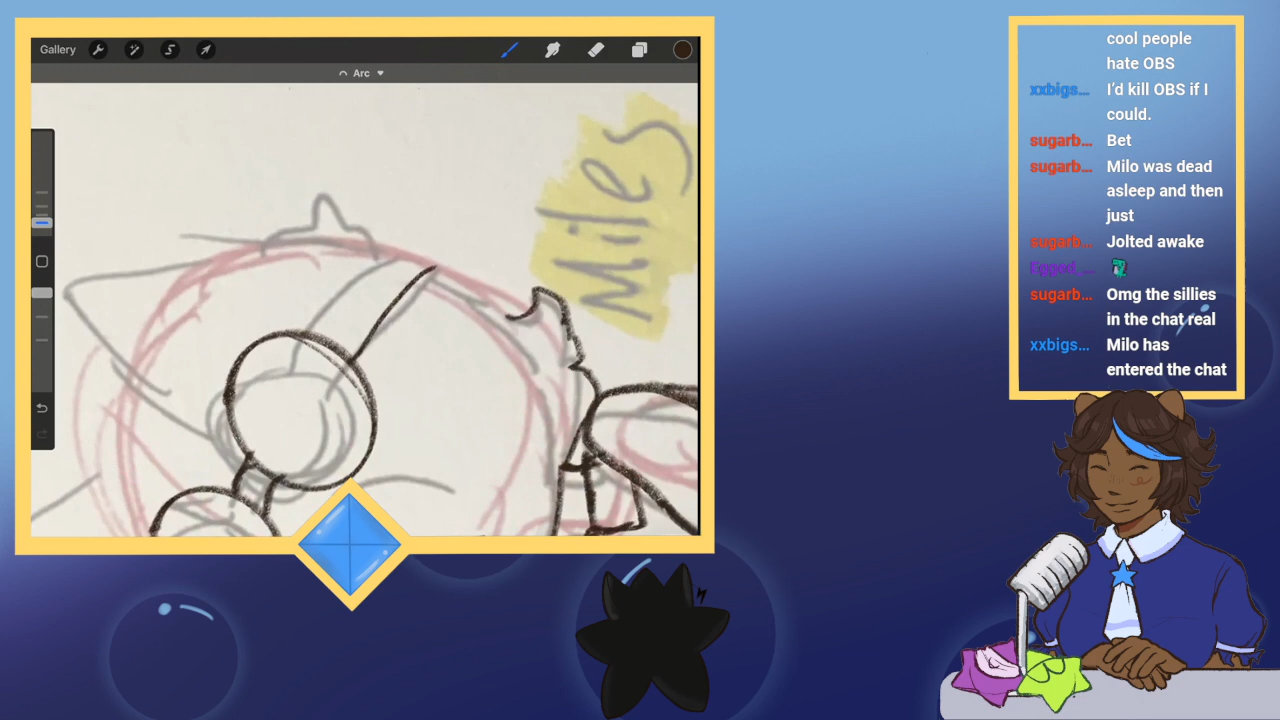 Gallery
Arc
Miles
cool people
hate OBS
xxbigs... I'd kill OBS if I
could.
sugarb... Bet
sugarb... Milo was dead
asleep and then
just
sugarb... Jolted awake
sugarb... Omg the sillies
in the chat real
xxbigs... Milo has
entered the chat